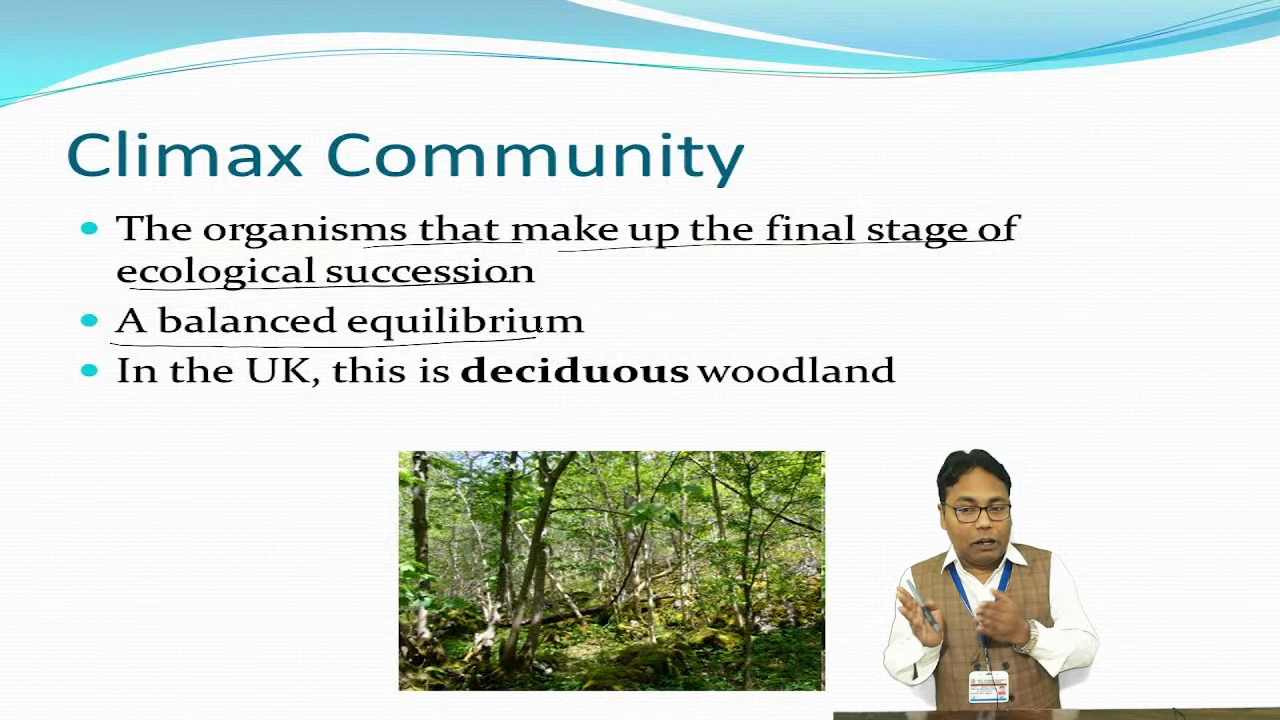 Climax Community
The organisms that make up the final stage of
ecological succession
A balanced equilibrium
In the UK, this is deciduous woodland